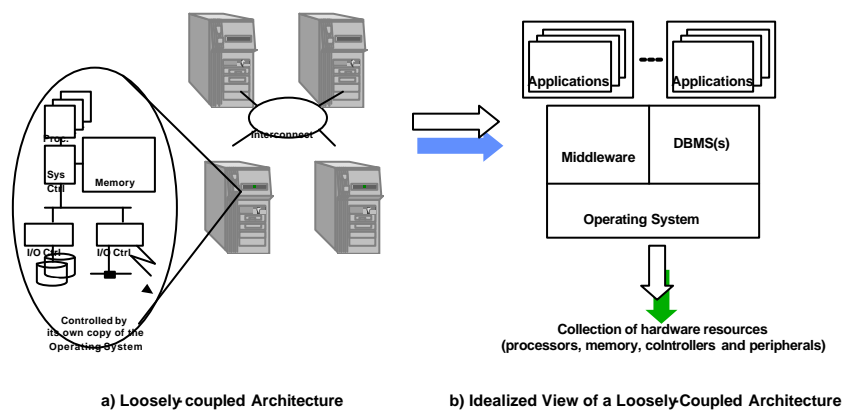 Proc.
Sys
Ctrl
Memory
I/O Ctrl
I/O Ctrl
Controlled by
its own copy of the
Operating System
Interconnect
a) Loosely-coupled Architecture
Applications
Applications
Middleware
DBMS(s)
Operating System
Collection of hardware resources
(processors, memory, colntrollers and peripherals)
b) Idealized View of a Loosely-Coupled Architecture